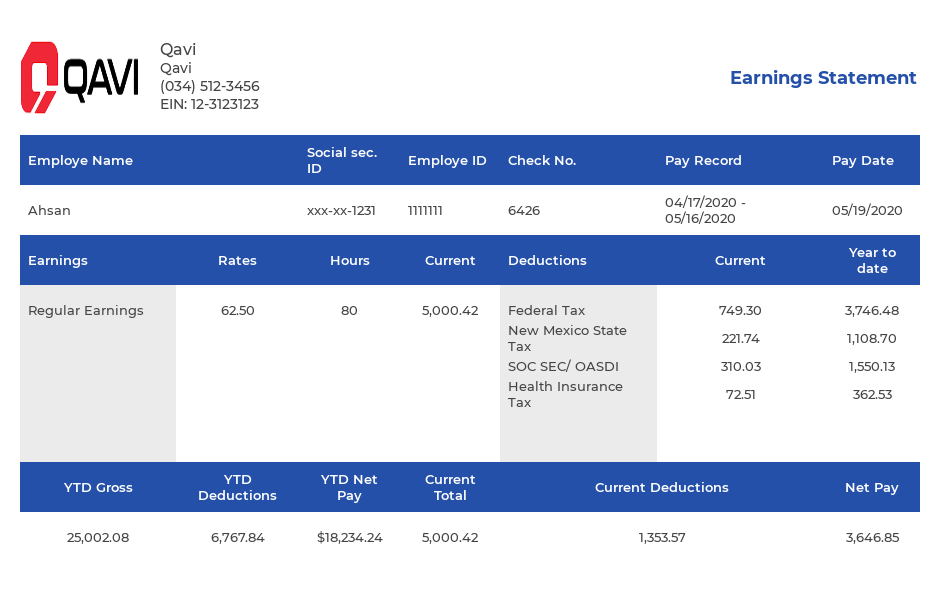 QAVI
Qavi
Qavi
(034) 512-3456
EIN: 12-3123123
Earnings Statement
Employe Name Social sec. ID Employe ID Check No. Pay Record Pay Date
Ahsan xxx-xx-1231 1111111 6426 04/17/2020 - 05/16/2020 05/19/2020
Earnings Rates Hours Current Deductions Current Year to date
Regular Earnings 62.50 80 5,000.42 Federal Tax 749.30 3,746.48
New Mexico State Tax 221.74 1,108.70
SOC SEC/ OASDI 310.03 1,550.13
Health Insurance Tax 72.51 362.53
YTD Gross YTD Deductions YTD Net Pay Current Total Current Deductions Net Pay
25,002.08 6,767.84 $18,234.24 5,000.42 1,353.57 3,646.85